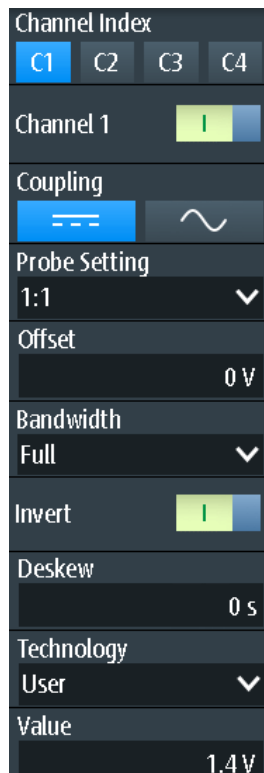 Channel Index
C1 C2 C3 C4
Channel 1
I
Coupling
Probe Setting
1:1
Offset
0 V
Bandwidth
Full
Invert
I
Deskew
0 s
Technology
User
Value
1.4 V